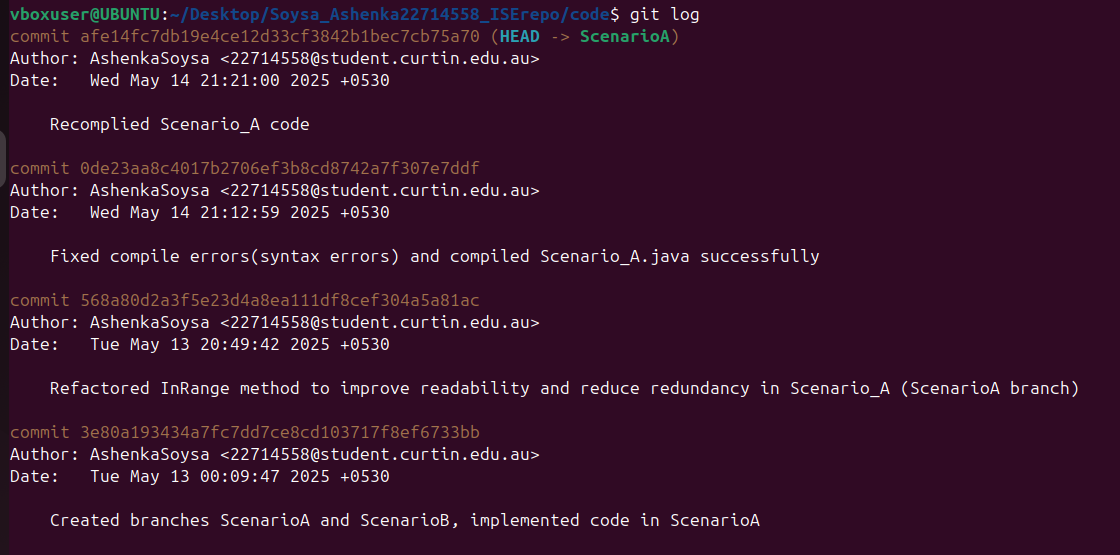 vboxuser@UBUNTU:~/Desktop/Soysa_Ashenka22714558_ISErepo/code$ git log
commit afe14fc7db19e4ce12d33cf3842b1bec7cb75a70 (HEAD -> ScenarioA)
Author: AshenkaSoysa <22714558@student.curtin.edu.au>
Date:   Wed May 14 21:21:00 2025 +0530
Recomplied Scenario_A code
commit 0de23aa8c4017b2706ef3b8cd8742a7f307e7ddf
Author: AshenkaSoysa <22714558@student.curtin.edu.au>
Date:   Wed May 14 21:12:59 2025 +0530
Fixed compile errors(syntax errors) and compiled Scenario_A.java successfully
commit 568a80d2a3f5e23d4a8ea111df8cef304a5a81ac
Author: AshenkaSoysa <22714558@student.curtin.edu.au>
Date:   Tue May 13 20:49:42 2025 +0530
Refactored InRange method to improve readability and reduce redundancy in Scenario_A (ScenarioA branch)
commit 3e80a193434a7fc7dd7ce8cd103717f8ef6733bb
Author: AshenkaSoysa <22714558@student.curtin.edu.au>
Date:   Tue May 13 00:09:47 2025 +0530
Created branches ScenarioA and ScenarioB, implemented code in ScenarioA